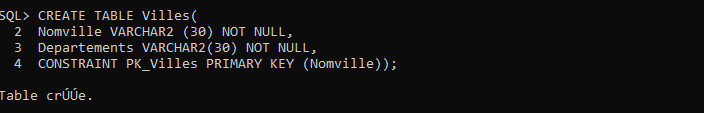 SQL> CREATE TABLE Villes(
2 Nomville VARCHAR2 (30) NOT NULL,
3 Departements VARCHAR2(30) NOT NULL,
4 CONSTRAINT PK_Villes PRIMARY KEY (Nomville));
Table crÚÚe.